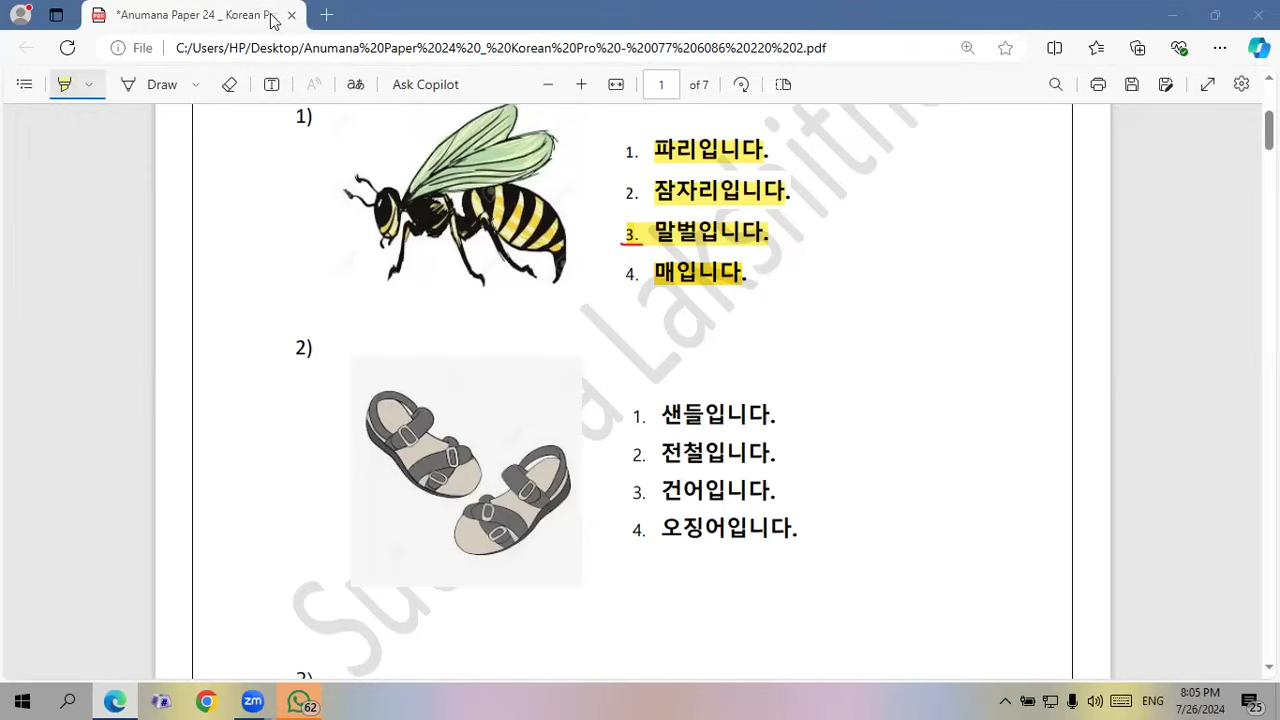 *Anumana Paper 24 _ Korean P
File C:/Users/HP/Desktop/Anumana%20Paper%2024%20_%20Korean%20Pro%20-%20077%206086%20220%202.pdf
Draw Ask Copilot 1 of 7
1)
1. 파리입니다.
2. 잠자리입니다.
3. 말벌입니다.
4. 매입니다.
2)
1. 샌들입니다.
2. 전철입니다.
3. 건어입니다.
4. 오징어입니다.
zm 62 ENG 8:05 PM
7/26/2024 25